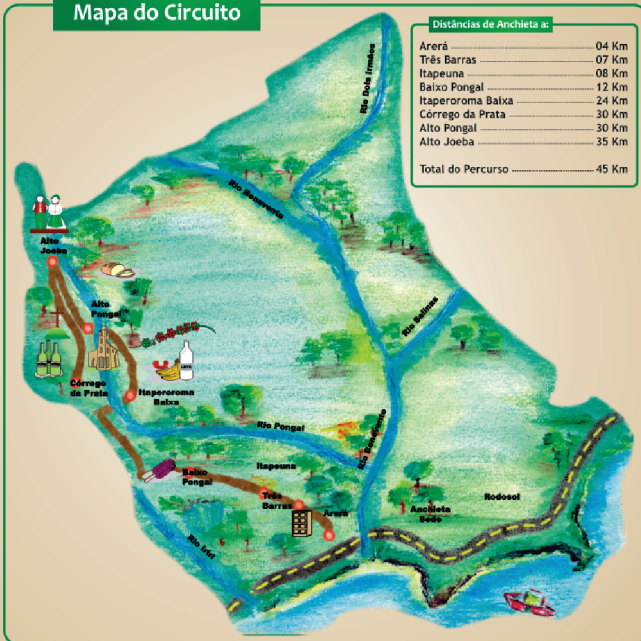 Mapa do Circuito
Distâncias de Anchieta a:
Arerá 04 Km
Três Barras 07 Km
Itapeuna 08 Km
Baixo Pongal 12 Km
Itaperoroma Baixa 24 Km
Córrego da Prata 30 Km
Alto Pongal 30 Km
Alto Joeba 35 Km
Total do Percurso 45 Km
Rio Dois Irmãos
Rio Benevente
Alto
Joeba
Alto
Pongal
Rio Salinas
Córrego
da Prata
Itaperoroma
Baixa
Rio Pongal
Rio Benevente
Itapeuna
Baixo
Pongal
Três
Barras
Arerá
Anchieta
Sede
Rodosol
Rio Iriri